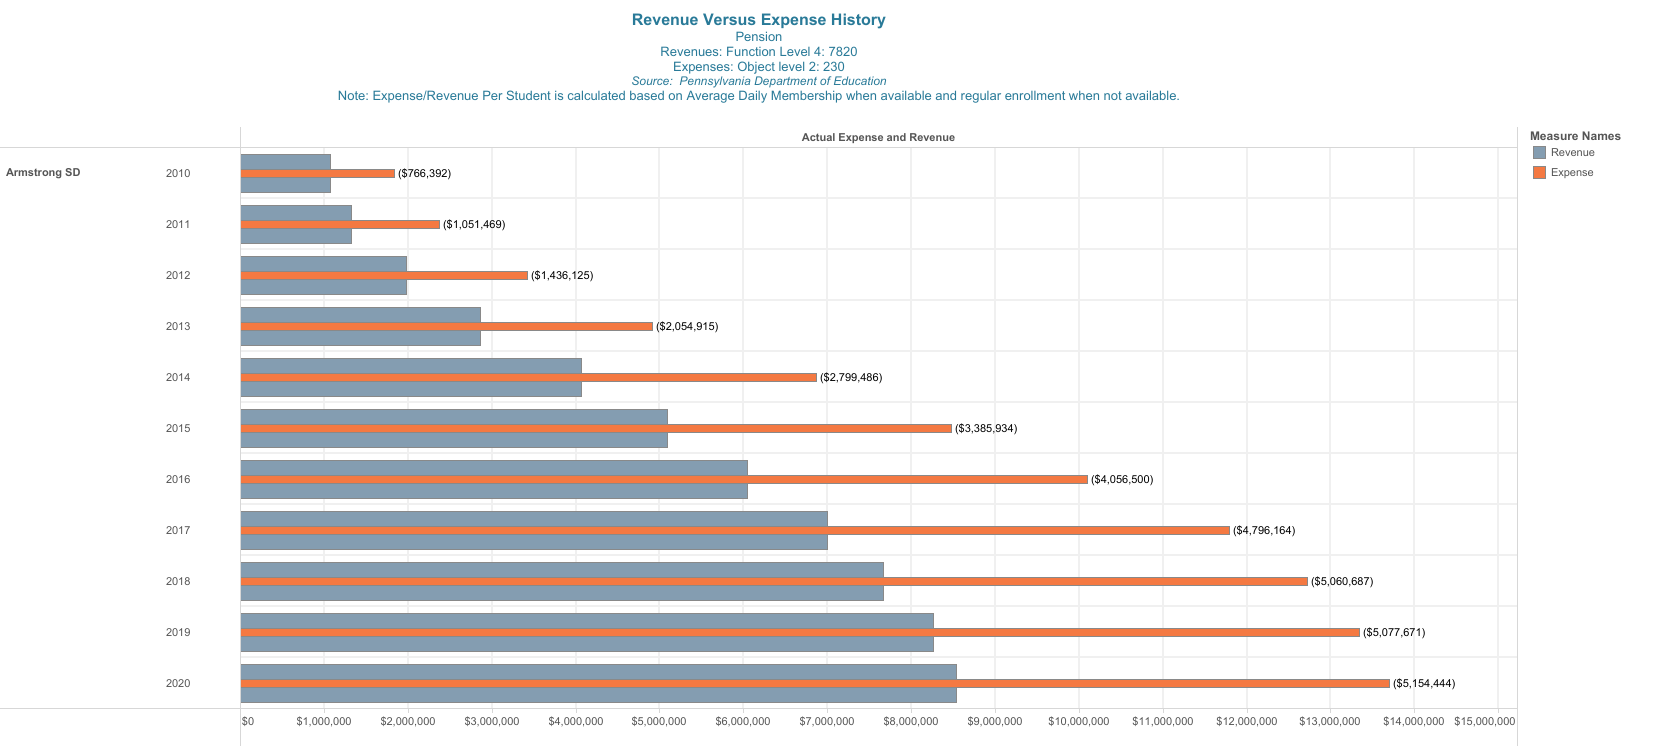 Revenue Versus Expense History
Pension
Revenues: Function Level 4: 7820
Expenses: Object level 2: 230
Source:  Pennsylvania Department of Education
Note: Expense/Revenue Per Student is calculated based on Average Daily Membership when available and regular enrollment when not available.
Actual Expense and Revenue
Measure Names
Revenue
Expense
Armstrong SD 2010 ($766,392)
2011 ($1,051,469)
2012 ($1,436,125)
2013 ($2,054,915)
2014 ($2,799,486)
2015 ($3,385,934)
2016 ($4,056,500)
2017 ($4,796,164)
2018 ($5,060,687)
2019 ($5,077,671)
2020 ($5,154,444)
$0 $1,000,000 $2,000,000 $3,000,000 $4,000,000 $5,000,000 $6,000,000 $7,000,000 $8,000,000 $9,000,000 $10,000,000 $11,000,000 $12,000,000 $13,000,000 $14,000,000 $15,000,000